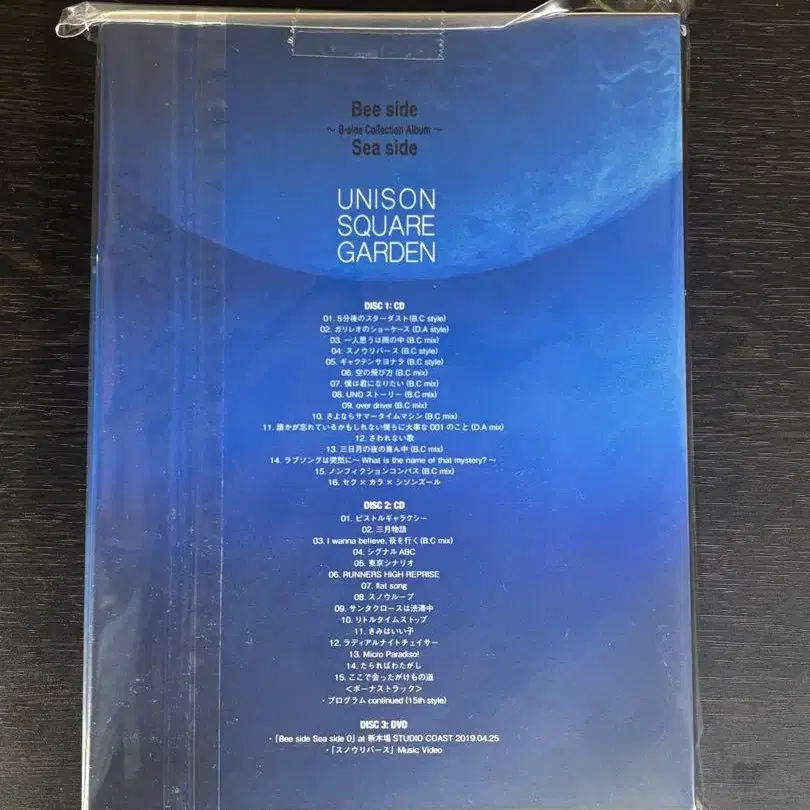 Bee side
～ B-side Collection Album ～
Sea side
UNISON
SQUARE
GARDEN
DISC 1: CD
01. 5分後のスターダスト(B.C style)
02. ガリレオのショーケース (D.A style)
03. 一人思うは雨の中 (B.C mix)
04. スノウリバース (B.C style)
05. ギャクテンサヨナラ (B.C style)
06. 空の飛び方 (B.C mix)
07. 僕は君になりたい (B.C mix)
08. UNO ストーリー (B.C mix)
09. over driver (B.C mix)
10. さよならサマータイムマシン (B.C mix)
11. 誰かが忘れているかもしれない僕らに大事な 001 のこと (D.A mix)
12. さわれない歌
13. 三日月の夜の真ん中 (B.C mix)
14. ラブソングは突然に～ What is the name of that mystery? ～
15. ノンフィクションコンパス (B.C mix)
16. セク × カラ × シソンズール
DISC 2: CD
01. ピストルギャラクシー
02. 三月物語
03. I wanna believe、夜を行く (B.C mix)
04. シグナル ABC
05. 東京シナリオ
06. RUNNERS HIGH REPRISE
07. flat song
08. スノウループ
09. サンタクロースは渋滞中
10. リトルタイムストップ
11. きみはいい子
12. ラディアルナイトチェイサー
13. Micro Paradiso!
14. たらればわたがし
15. ここで会ったがけもの道
＜ボーナストラック＞
・プログラム continued (15th style)
DISC 3: DVD
・「Bee side Sea side 0」 at 新木場 STUDIO COAST 2019.04.25
・「スノウリバース」 Music Video